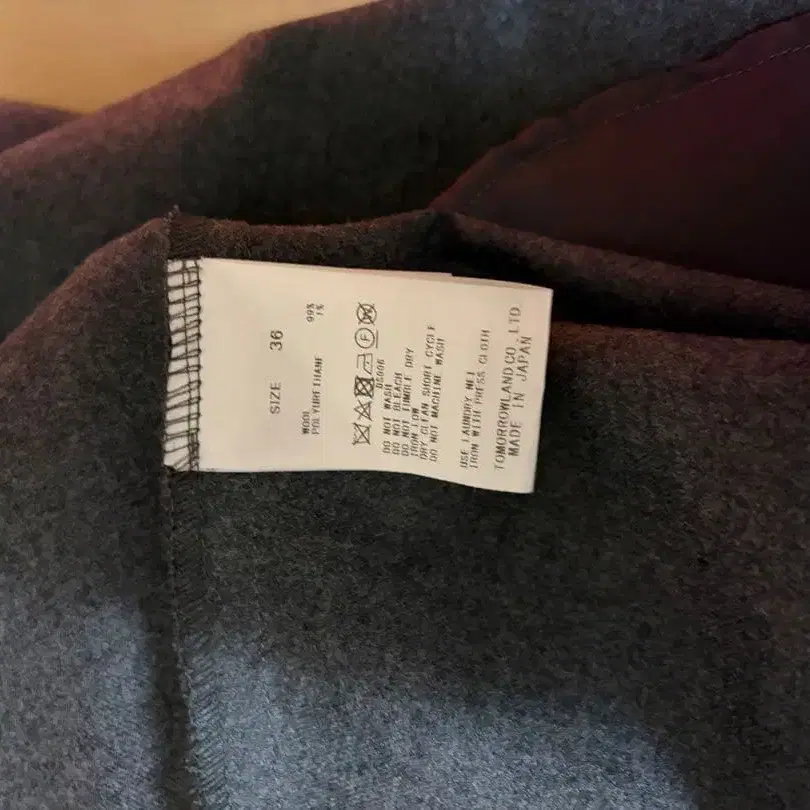 SIZE 36
WOOL 99%
POLYURETHANE 1%
DS006
DO NOT WASH
DO NOT BLEACH
DO NOT TUMBLE DRY
IRON LOW
DRY CLEAN SHORT CYCLE
DO NOT MACHINE WASH
USE LAUNDRY NET
IRON WITH PRESS CLOTH
TOMORROWLAND CO., LTD.
MADE IN JAPAN